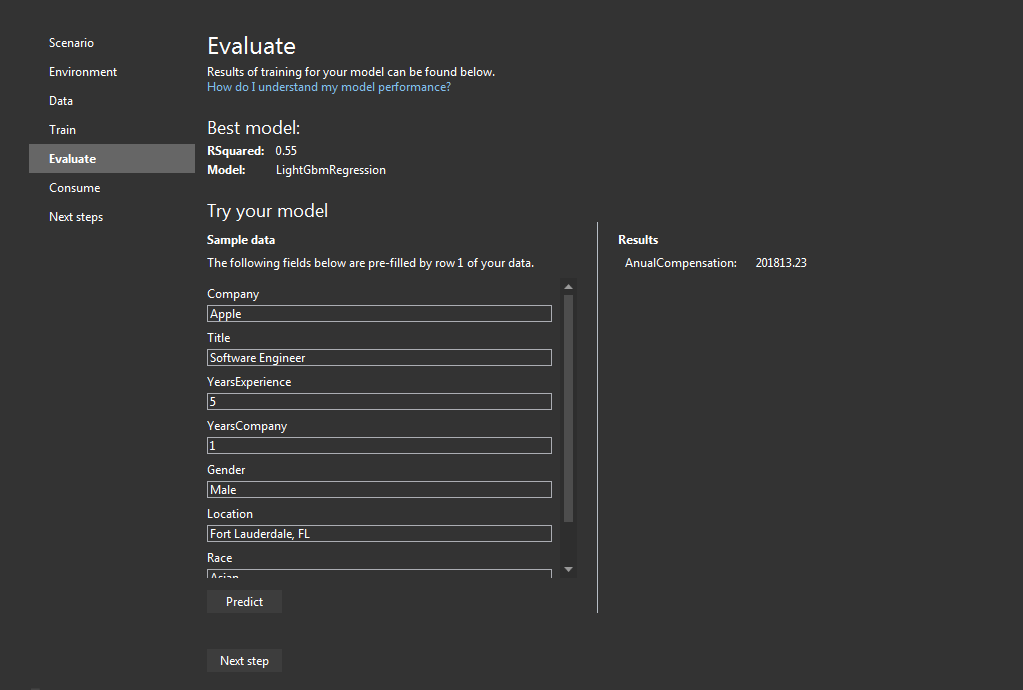 Scenario
Environment
Data
Train
Evaluate
Consume
Next steps
Evaluate
Results of training for your model can be found below.
How do I understand my model performance?
Best model:
RSquared: 0.55
Model: LightGbmRegression
Try your model
Sample data
The following fields below are pre-filled by row 1 of your data.
Company
Apple
Title
Software Engineer
YearsExperience
5
YearsCompany
1
Gender
Male
Location
Fort Lauderdale, FL
Race
Asian
Predict
Next step
Results
AnualCompensation: 201813.23